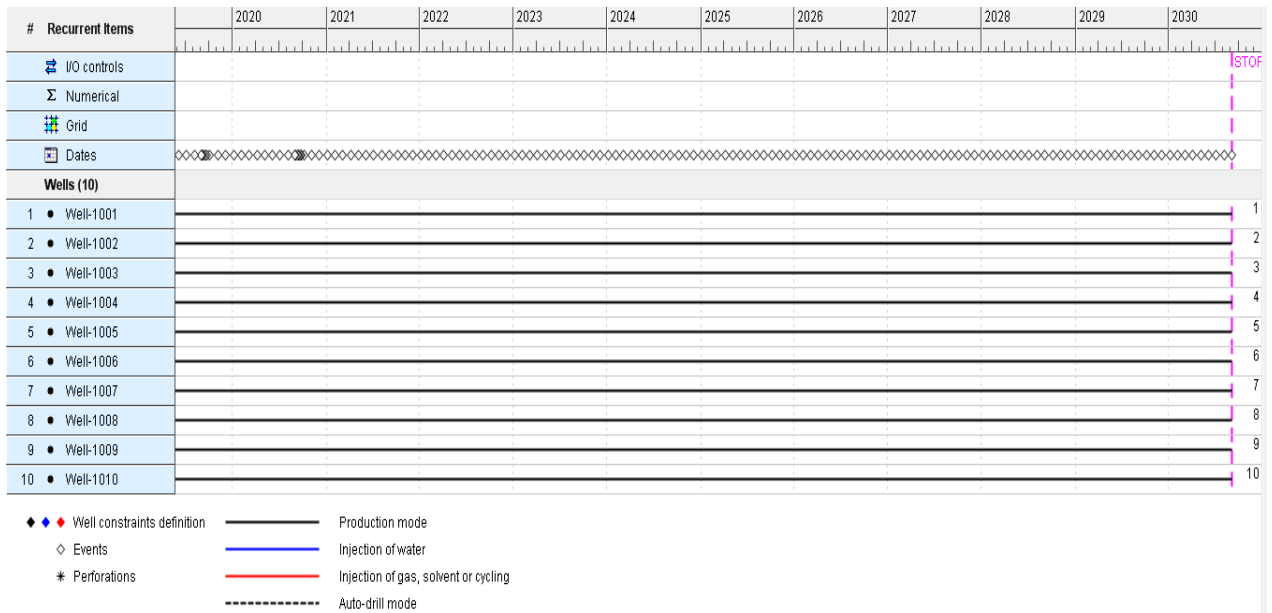 # Recurrent Items 2020 2021 2022 2023 2024 2025 2026 2027 2028 2029 2030
I/O controls STOP
Σ Numerical
Grid
Dates
Wells (10)
1 Well-1001 1
2 Well-1002 2
3 Well-1003 3
4 Well-1004 4
5 Well-1005 5
6 Well-1006 6
7 Well-1007 7
8 Well-1008 8
9 Well-1009 9
10 Well-1010 10
Well constraints definition Production mode
Events Injection of water
Perforations Injection of gas, solvent or cycling
Auto-drill mode